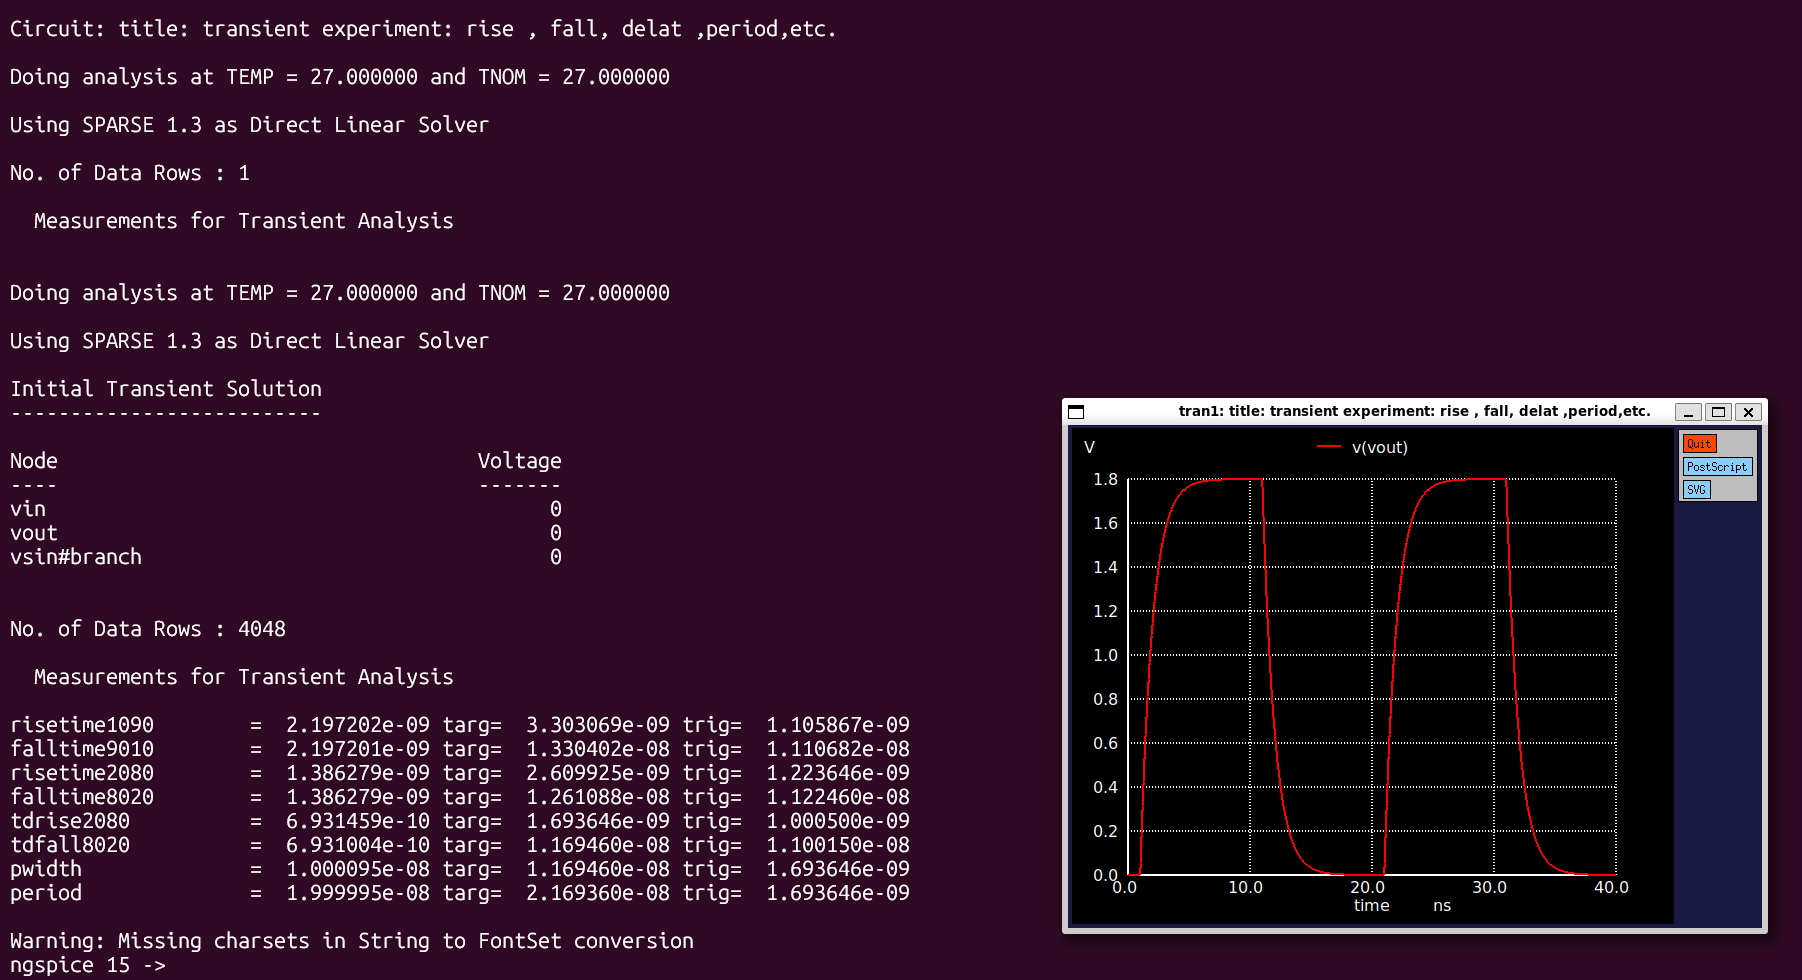 Circuit: title: transient experiment: rise , fall, delat ,period,etc.
Doing analysis at TEMP = 27.000000 and TNOM = 27.000000
Using SPARSE 1.3 as Direct Linear Solver
No. of Data Rows : 1
Measurements for Transient Analysis
Doing analysis at TEMP = 27.000000 and TNOM = 27.000000
Using SPARSE 1.3 as Direct Linear Solver
Initial Transient Solution
--------------------------
Node Voltage
---- -------
vin 0
vout 0
vsin#branch 0
No. of Data Rows : 4048
Measurements for Transient Analysis
risetime1090 = 2.197202e-09 targ= 3.303069e-09 trig= 1.105867e-09
falltime9010 = 2.197201e-09 targ= 1.330402e-08 trig= 1.110682e-08
risetime2080 = 1.386279e-09 targ= 2.609925e-09 trig= 1.223646e-09
falltime8020 = 1.386279e-09 targ= 1.261088e-08 trig= 1.122460e-08
tdrise2080 = 6.931459e-10 targ= 1.693646e-09 trig= 1.000500e-09
tdfall8020 = 6.931004e-10 targ= 1.169460e-08 trig= 1.100150e-08
pwidth = 1.000095e-08 targ= 1.169460e-08 trig= 1.693646e-09
period = 1.999995e-08 targ= 2.169360e-08 trig= 1.693646e-09
Warning: Missing charsets in String to FontSet conversion
ngspice 15 ->
tran1: title: transient experiment: rise , fall, delat ,period,etc.
V
v(vout)
Quit
PostScript
SVG
1.8
1.6
1.4
1.2
1.0
0.8
0.6
0.4
0.2
0.0
0.0 10.0 20.0 30.0 40.0
time ns